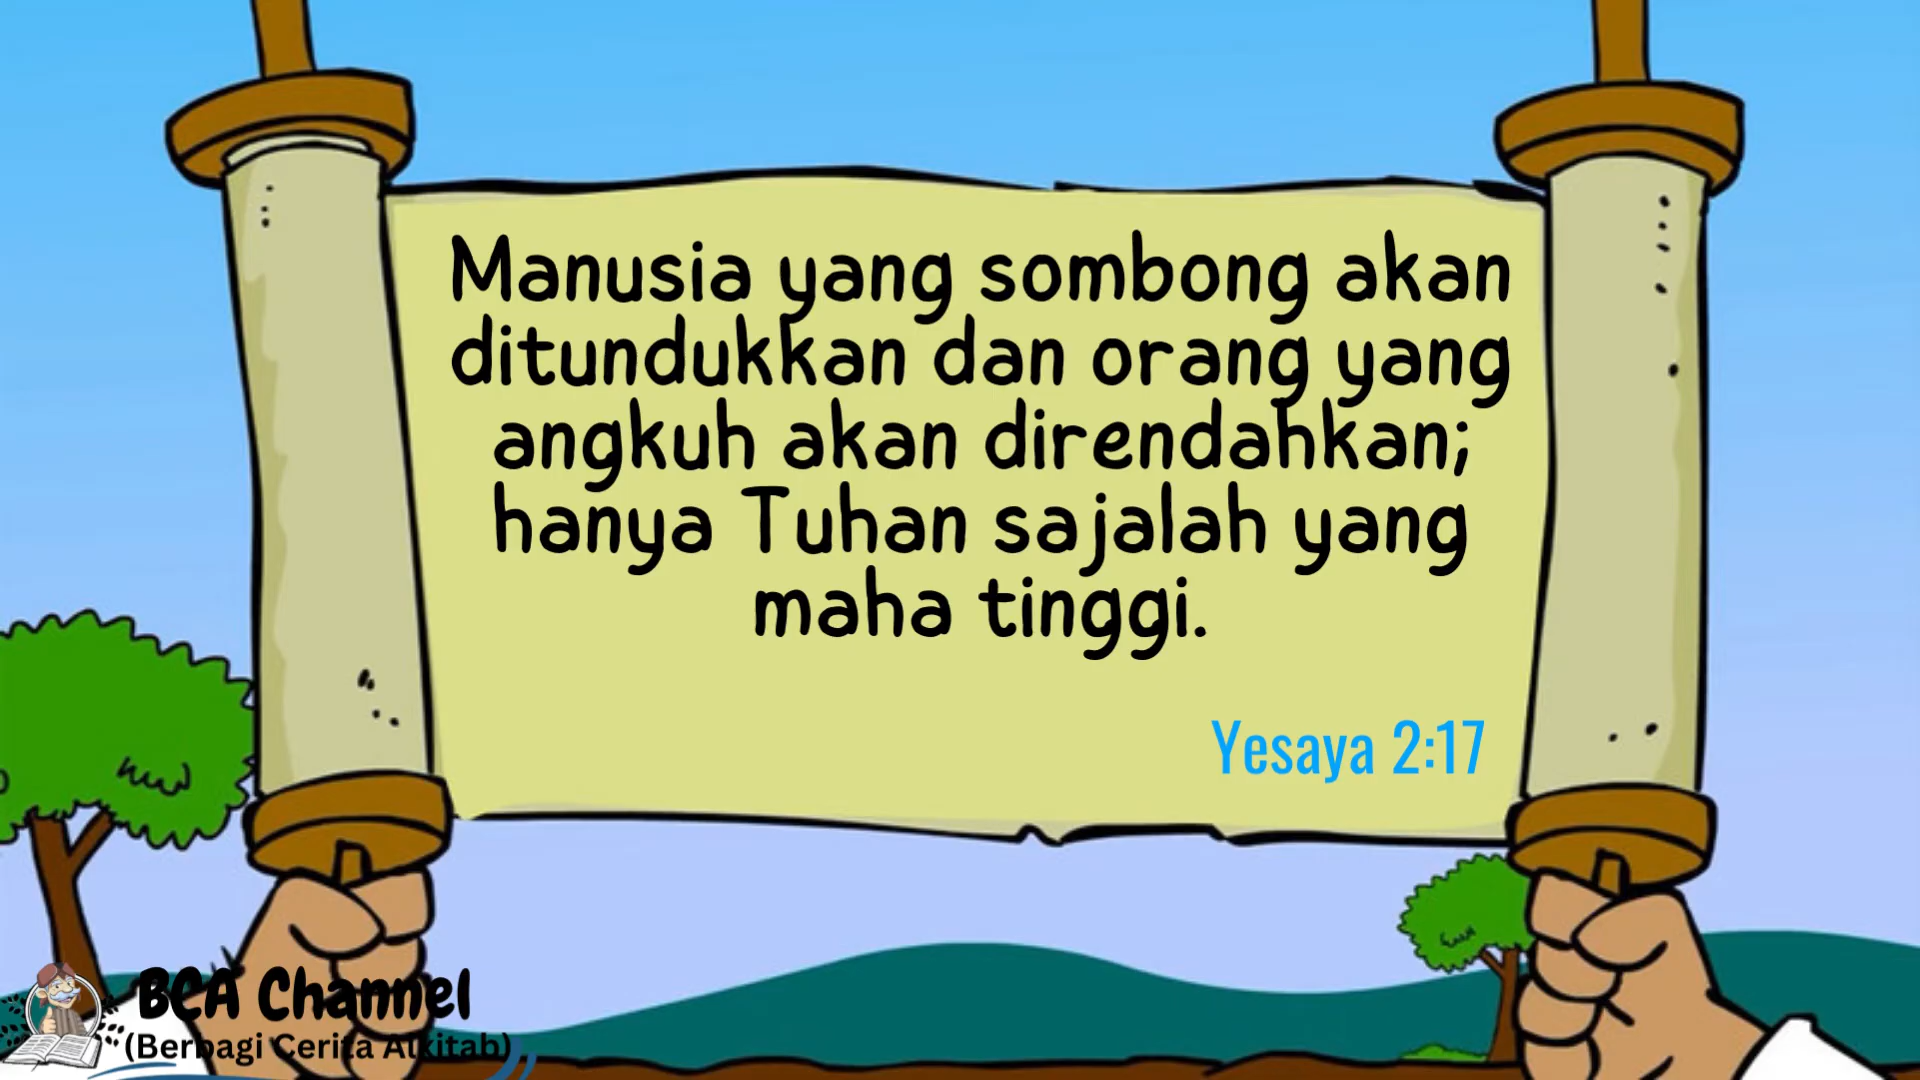 Manusia yang sombong akan
ditundukkan dan orang yang
angkuh akan direndahkan;
hanya Tuhan sajalah yang
maha tinggi.
Yesaya 2:17
BCA Channel
(Berbagi Cerita Alkitab)